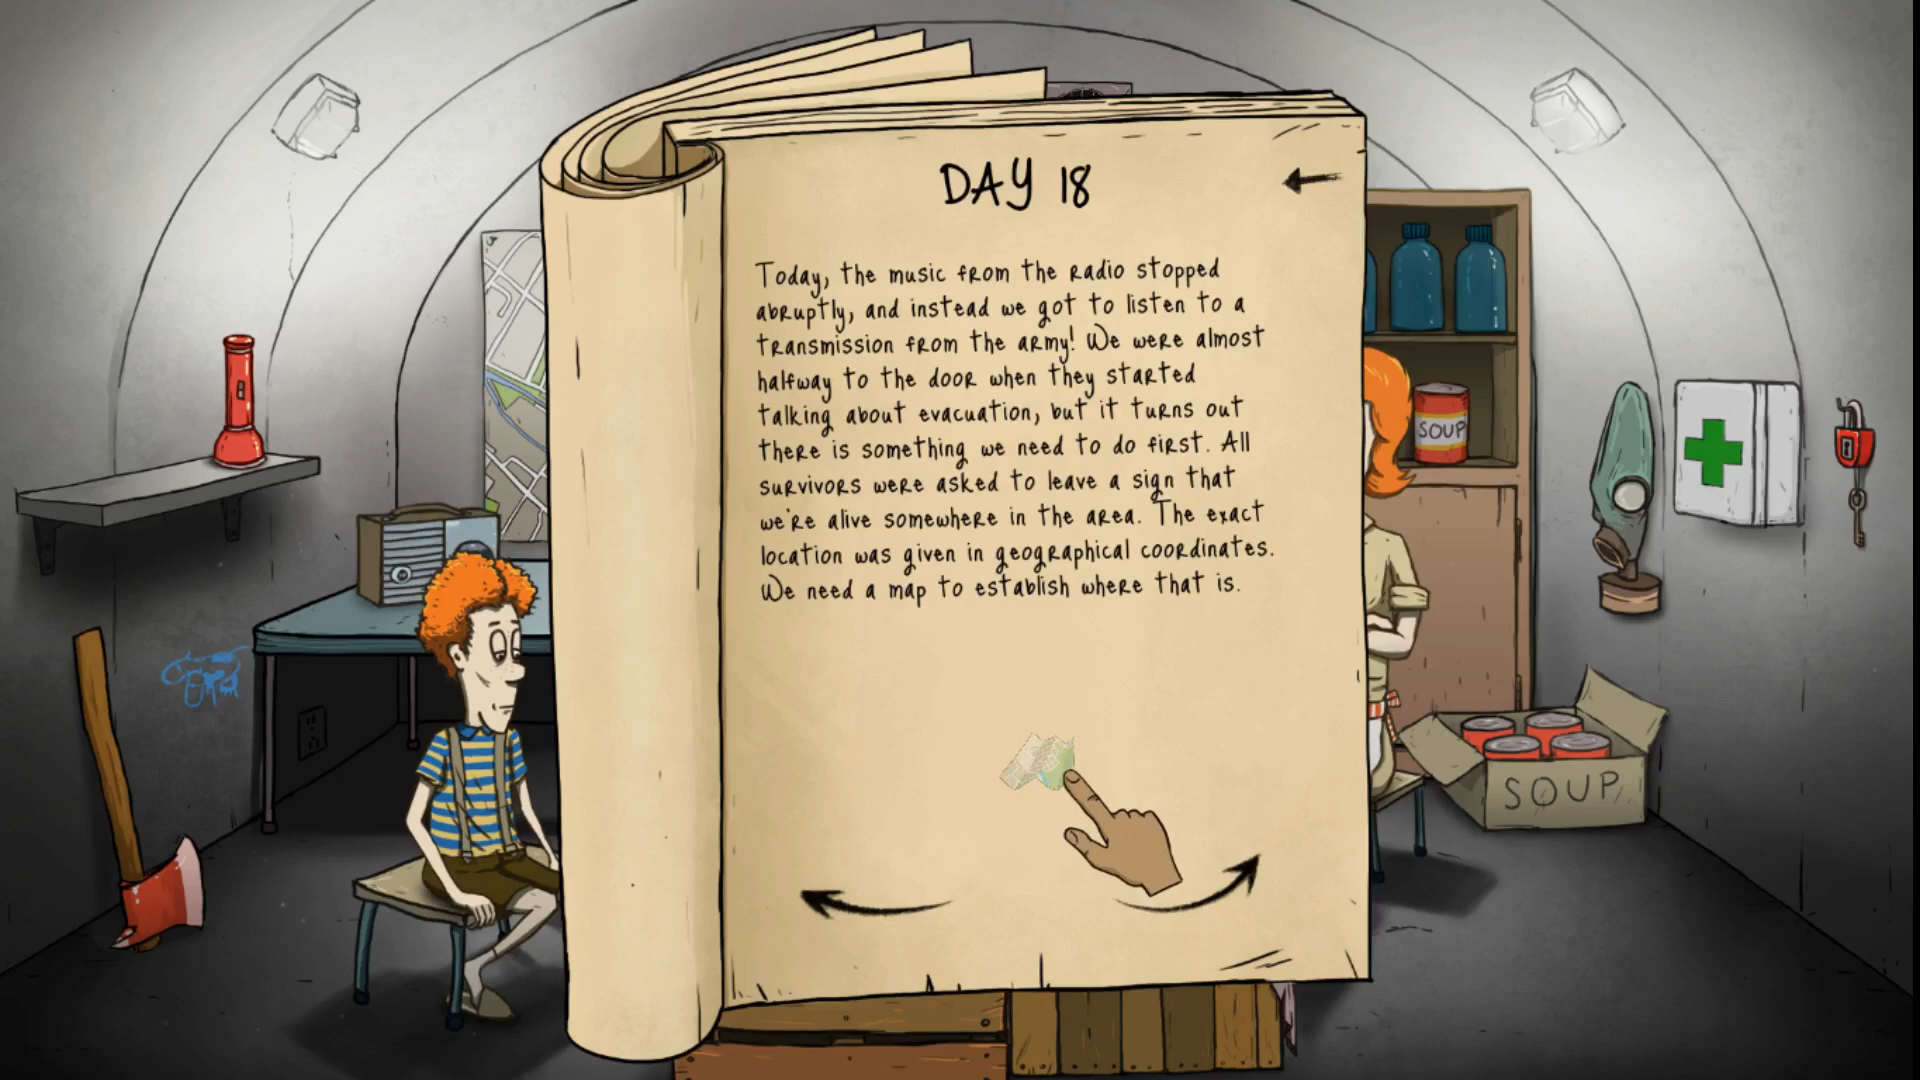 DAY 18
Today, the music from the radio stopped
abruptly, and instead we got to listen to a
transmission from the army! We were almost
halfway to the door when they started
talking about evacuation, but it turns out
there is something we need to do first. All
survivors were asked to leave a sign that
we're alive somewhere in the area. The exact
location was given in geographical coordinates.
We need a map to establish where that is.
SOUP
SOUP